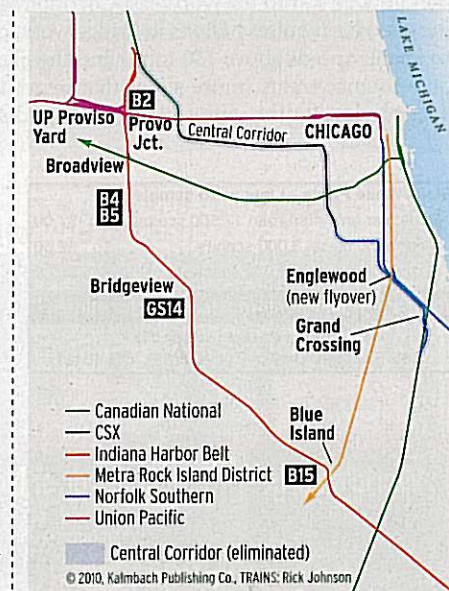 LAKE MICHIGAN
B2
UP Proviso
Yard
Provo
Jct.
Central Corridor
CHICAGO
Broadview
B4
B5
Bridgeview
GS14
Englewood
(new flyover)
Grand
Crossing
Blue
Island
B15
Canadian National
CSX
Indiana Harbor Belt
Metra Rock Island District
Norfolk Southern
Union Pacific
Central Corridor (eliminated)
© 2010, Kalmbach Publishing Co., TRAINS: Rick Johnson